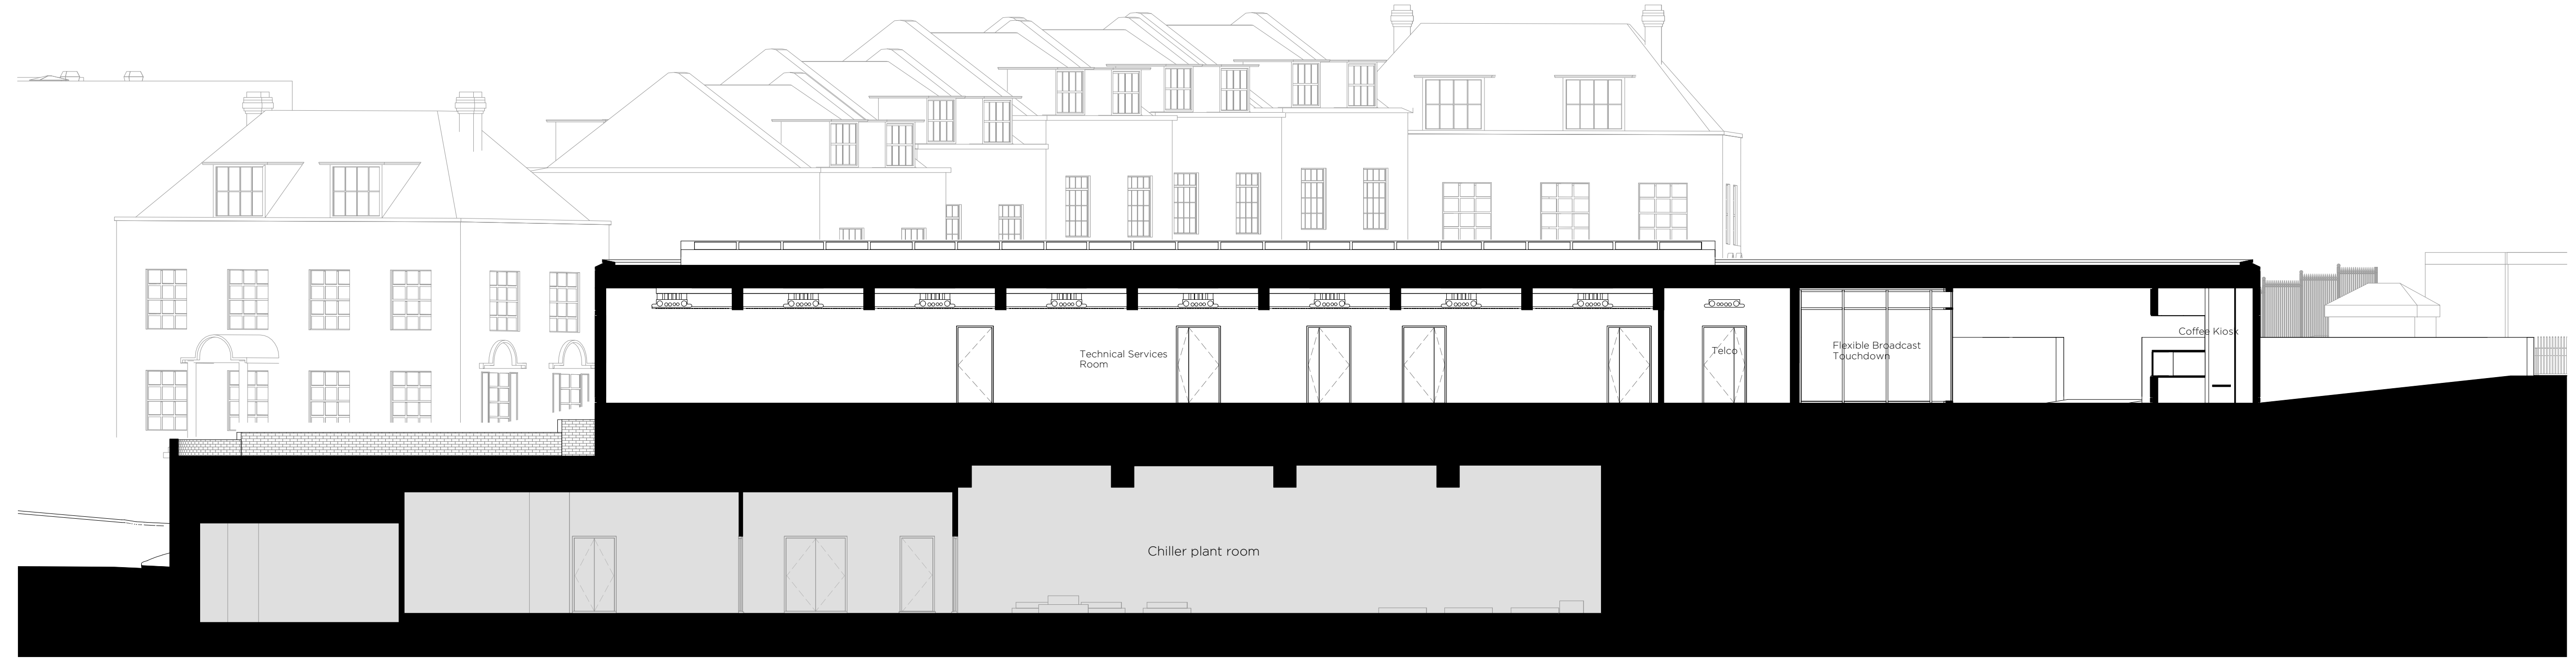 Technical Services
Room
Telco
Flexible Broadcast
Touchdown
Coffee Kiosk
Chiller plant room